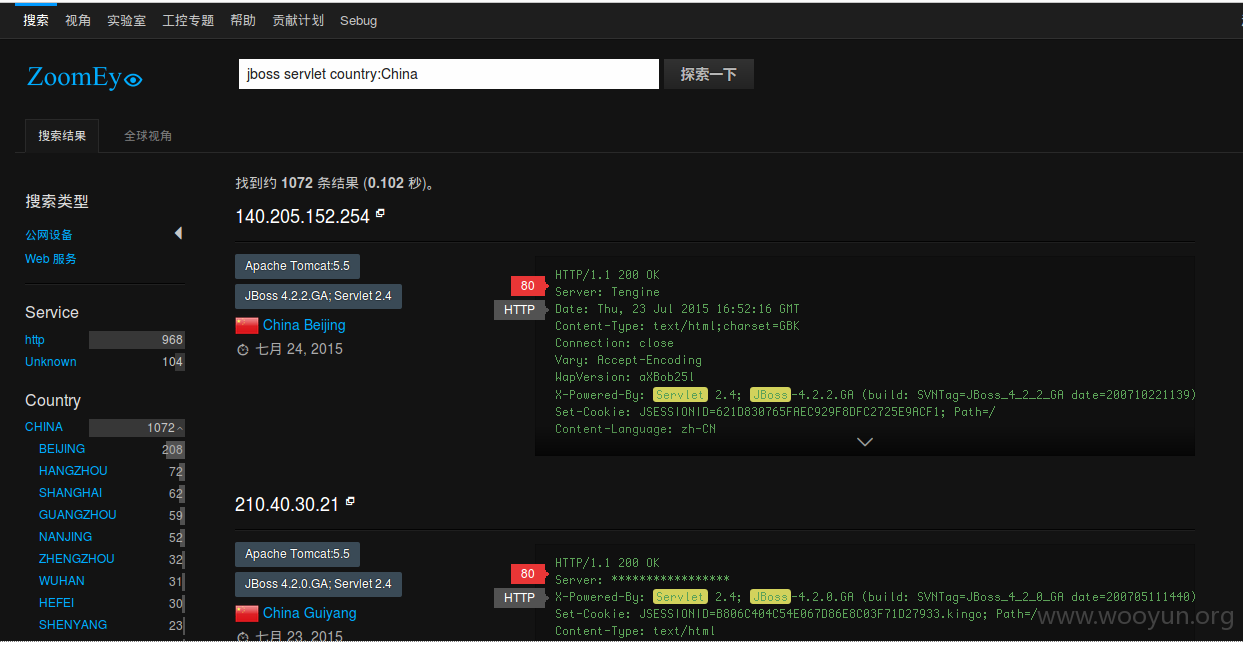 搜索 视角 实验室 工控专题 帮助 贡献计划 Sebug
ZoomEy
jboss servlet country:China
探索一下
搜索结果 全球视角
找到约 1072 条结果 (0.102 秒)。
搜索类型
公网设备
Web 服务
Service
http 968
Unknown 104
Country
CHINA 1072
BEIJING 208
HANGZHOU 72
SHANGHAI 62
GUANGZHOU 59
NANJING 52
ZHENGZHOU 32
WUHAN 31
HEFEI 30
SHENYANG 23
140.205.152.254
Apache Tomcat:5.5
JBoss 4.2.2.GA; Servlet 2.4
China Beijing
七月 24, 2015
80
HTTP
HTTP/1.1 200 OK
Server: Tengine
Date: Thu, 23 Jul 2015 16:52:16 GMT
Content-Type: text/html;charset=GBK
Connection: close
Vary: Accept-Encoding
WapVersion: aXBob25l
X-Powered-By: Servlet 2.4; JBoss-4.2.2.GA (build: SVNTag=JBoss_4_2_2_GA date=200710221139)
Set-Cookie: JSESSIONID=621D830765FAEC929F8DFC2725E9ACF1; Path=/
Content-Language: zh-CN
210.40.30.21
Apache Tomcat:5.5
JBoss 4.2.0.GA; Servlet 2.4
China Guiyang
七月 23, 2015
80
HTTP
HTTP/1.1 200 OK
Server: *****************
X-Powered-By: Servlet 2.4; JBoss-4.2.0.GA (build: SVNTag=JBoss_4_2_0_GA date=200705111440)
Set-Cookie: JSESSIONID=B806C404C54E067D86E8C03F71D27933.kingo; Path=/
Content-Type: text/html
www.wooyun.org